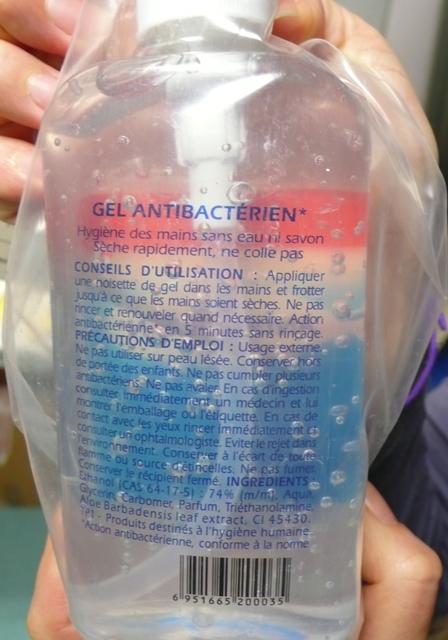 GEL ANTIBACTÉRIEN*
Hygiène des mains sans eau ni savon
Sèche rapidement, ne colle pas
CONSEILS D'UTILISATION : Appliquer
une noisette de gel dans les mains et frotter
jusqu'à ce que les mains soient sèches. Ne pas
rincer et renouveler quand nécessaire. Action
antibactérienne* en 5 minutes sans rinçage.
PRÉCAUTIONS D'EMPLOI : Usage externe.
Ne pas utiliser sur peau lésée. Conserver hors
de portée des enfants. Ne pas cumuler plusieurs
antibactériens. Ne pas avaler. En cas d'ingestion
consulter immédiatement un médecin et lui
montrer l'emballage ou l'étiquette. En cas de
contact avec les yeux rincer immédiatement et
consulter un ophtalmologiste. Eviter le rejet dans
l'environnement. Conserver à l'écart de toute
flamme ou source d'étincelles. Ne pas fumer.
Conserver le récipient fermé. INGREDIENTS :
Ethanol (CAS 64-17-5) : 74% (m/m), Aqua,
Glycerin, Carbomer, Parfum, Triéthanolamine,
Aloe Barbadensis leaf extract, CI 45430.
TP1 - Produits destinés à l'hygiène humaine
*Action antibactérienne, conforme à la norme
6 951665 200035